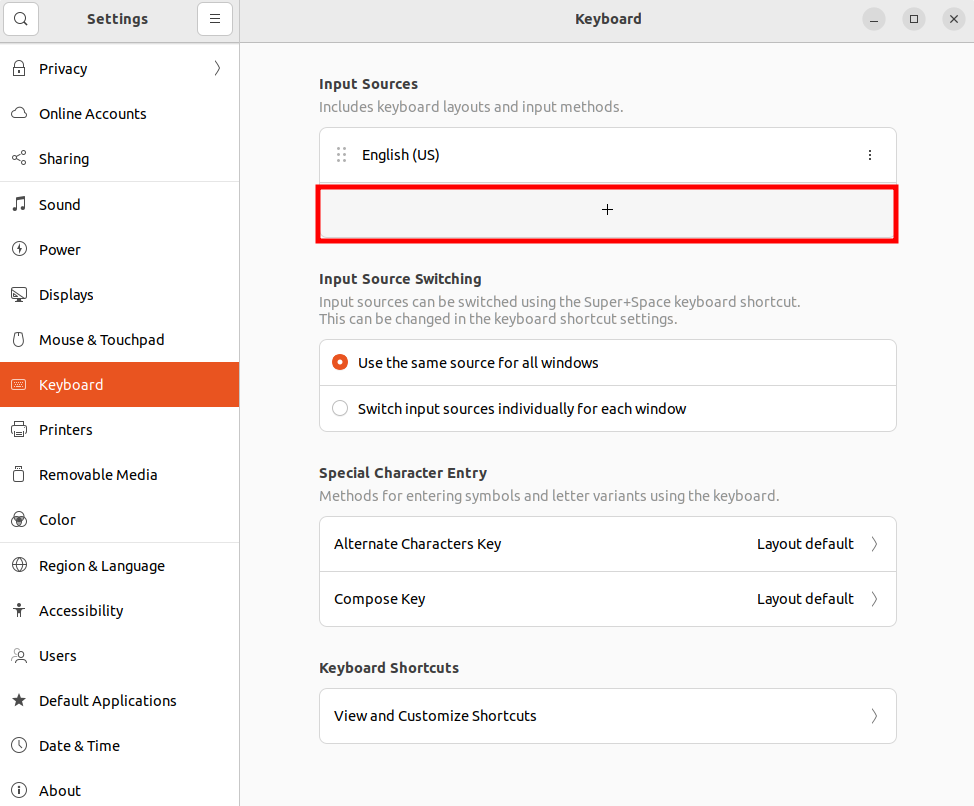 Settings
Keyboard
Privacy
Online Accounts
Sharing
Sound
Power
Displays
Mouse & Touchpad
Keyboard
Printers
Removable Media
Color
Region & Language
Accessibility
Users
Default Applications
Date & Time
About
Input Sources
Includes keyboard layouts and input methods.
English (US)
Input Source Switching
Input sources can be switched using the Super+Space keyboard shortcut.
This can be changed in the keyboard shortcut settings.
Use the same source for all windows
Switch input sources individually for each window
Special Character Entry
Methods for entering symbols and letter variants using the keyboard.
Alternate Characters Key Layout default
Compose Key Layout default
Keyboard Shortcuts
View and Customize Shortcuts